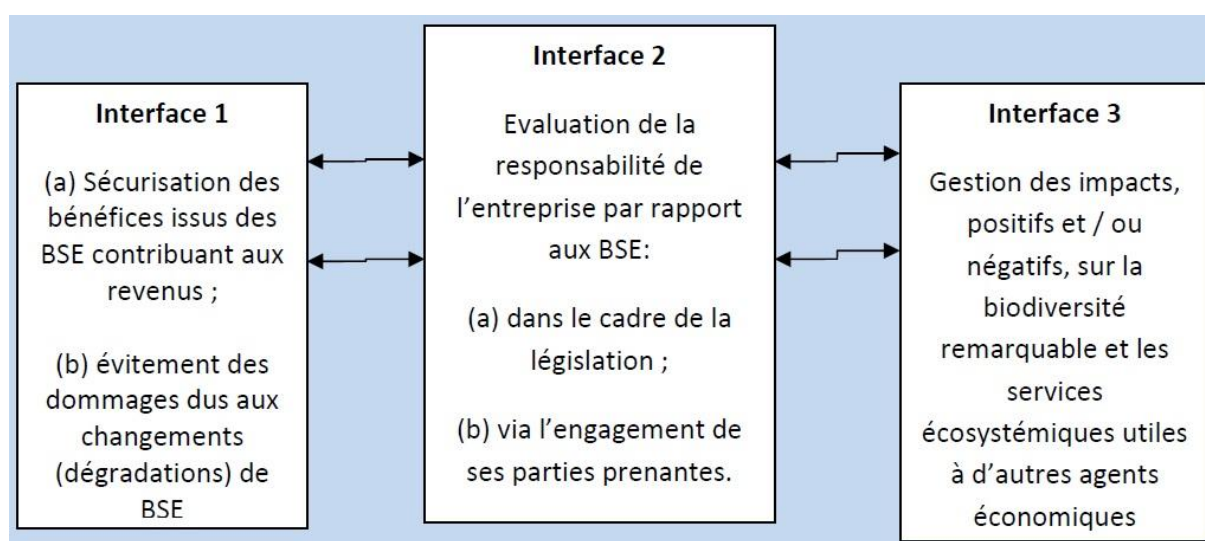 Interface 1
(a) Sécurisation des
bénéfices issus des
BSE contribuant aux
revenus ;
(b) évitement des
dommages dus aux
changements
(dégradations) de
BSE
Interface 2
Evaluation de la
responsabilité de
l’entreprise par rapport
aux BSE:
(a) dans le cadre de la
législation ;
(b) via l’engagement de
ses parties prenantes.
Interface 3
Gestion des impacts,
positifs et / ou
négatifs, sur la
biodiversité
remarquable et les
services
écosystémiques utiles
à d’autres agents
économiques